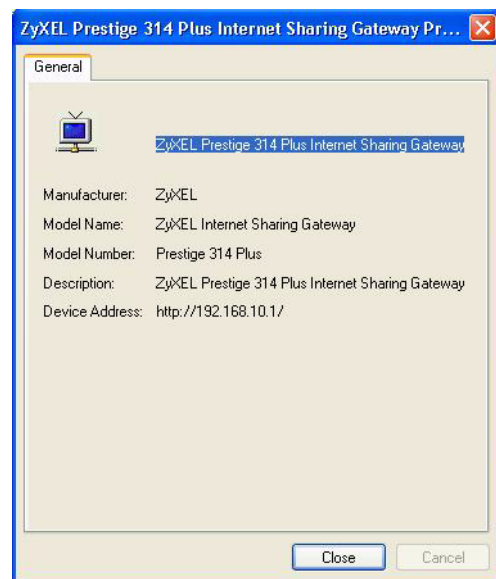 ZyXEL Prestige 314 Plus Internet Sharing Gateway Pr...
General
ZyXEL Prestige 314 Plus Internet Sharing Gateway
Manufacturer: ZyXEL
Model Name: ZyXEL Internet Sharing Gateway
Model Number: Prestige 314 Plus
Description: ZyXEL Prestige 314 Plus Internet Sharing Gateway
Device Address: http://192.168.10.1/
Close Cancel